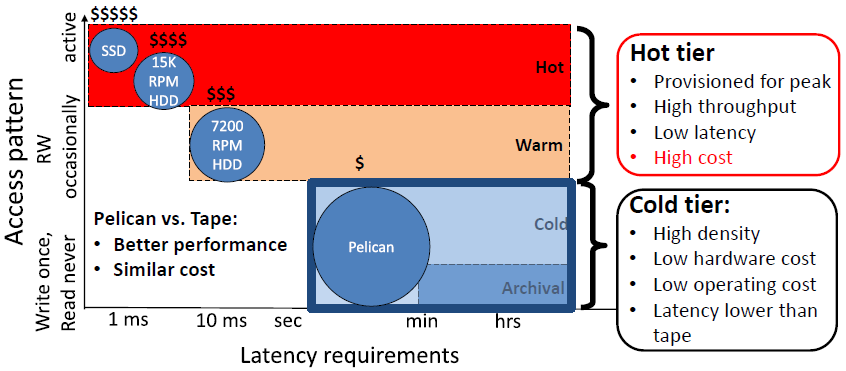 $$$$$
SSD
$$$$
15K
RPM
HDD
Hot
$$$
7200
RPM
HDD
Warm
$
Pelican
Cold
Archival
Pelican vs. Tape:
• Better performance
• Similar cost
Access pattern
active
RW
occasionally
Write once,
Read never
1 ms
10 ms
sec
min
hrs
Latency requirements
Hot tier
• Provisioned for peak
• High throughput
• Low latency
• High cost
Cold tier:
• High density
• Low hardware cost
• Low operating cost
• Latency lower than
tape